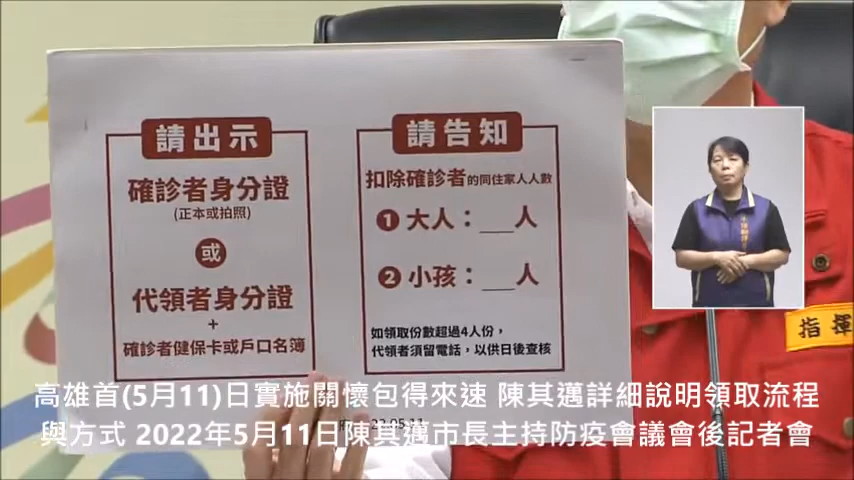 請出示
確診者身分證
(正本或拍照)
或
代領者身分證
+
確診者健保卡或戶口名簿
請告知
扣除確診者的同住家人人數
1 大人：__人
2 小孩：__人
如領取份數超過4人份，
代領者須留電話，以供日後查核
指揮
高雄首(5月11)日實施關懷包得來速 陳其邁詳細說明領取流程
與方式 2022年5月11日陳其邁市長主持防疫會議會後記者會